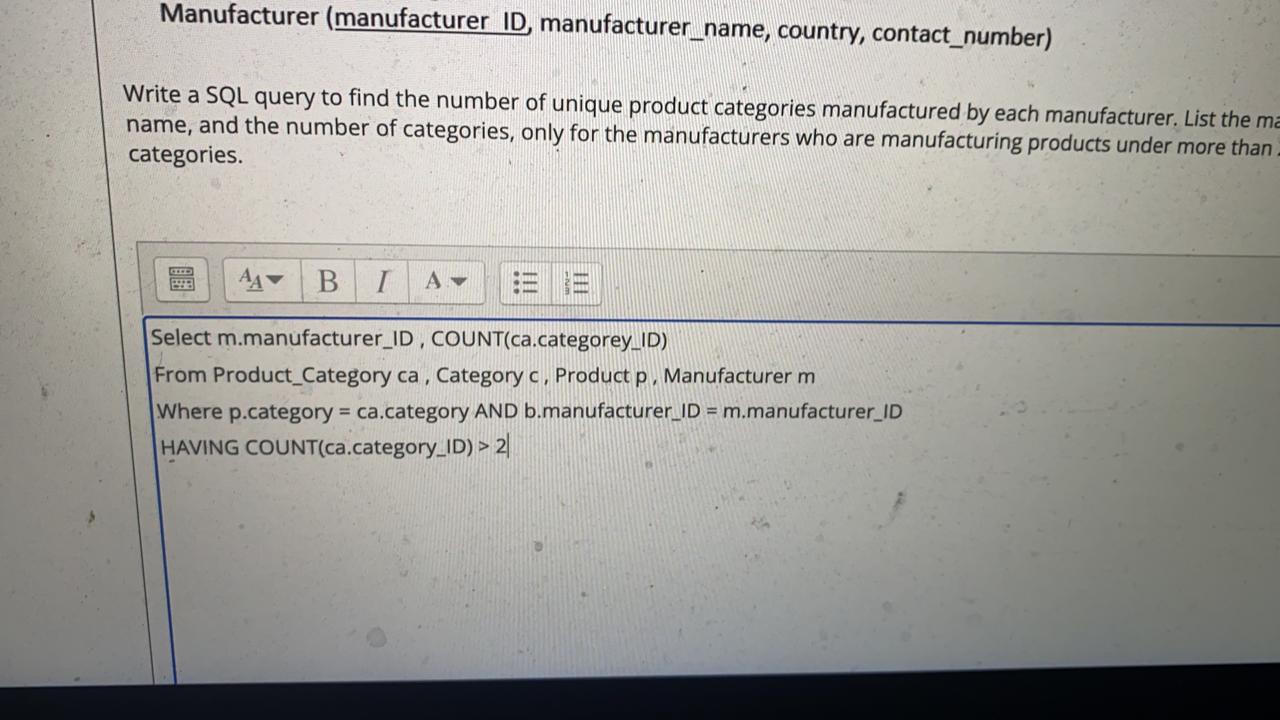 Manufacturer (manufacturer_ID, manufacturer_name, country, contact_number)
Write a SQL query to find the number of unique product categories manufactured by each manufacturer. List the
name, and the number of categories, only for the manufacturers who are manufacturing products under more than
categories.
AA B I A
Select m.manufacturer_ID , COUNT(ca.categorey_ID)
From Product_Category ca , Category c , Product p , Manufacturer m
Where p.category = ca.category AND b.manufacturer_ID = m.manufacturer_ID
HAVING COUNT(ca.category_ID) > 2